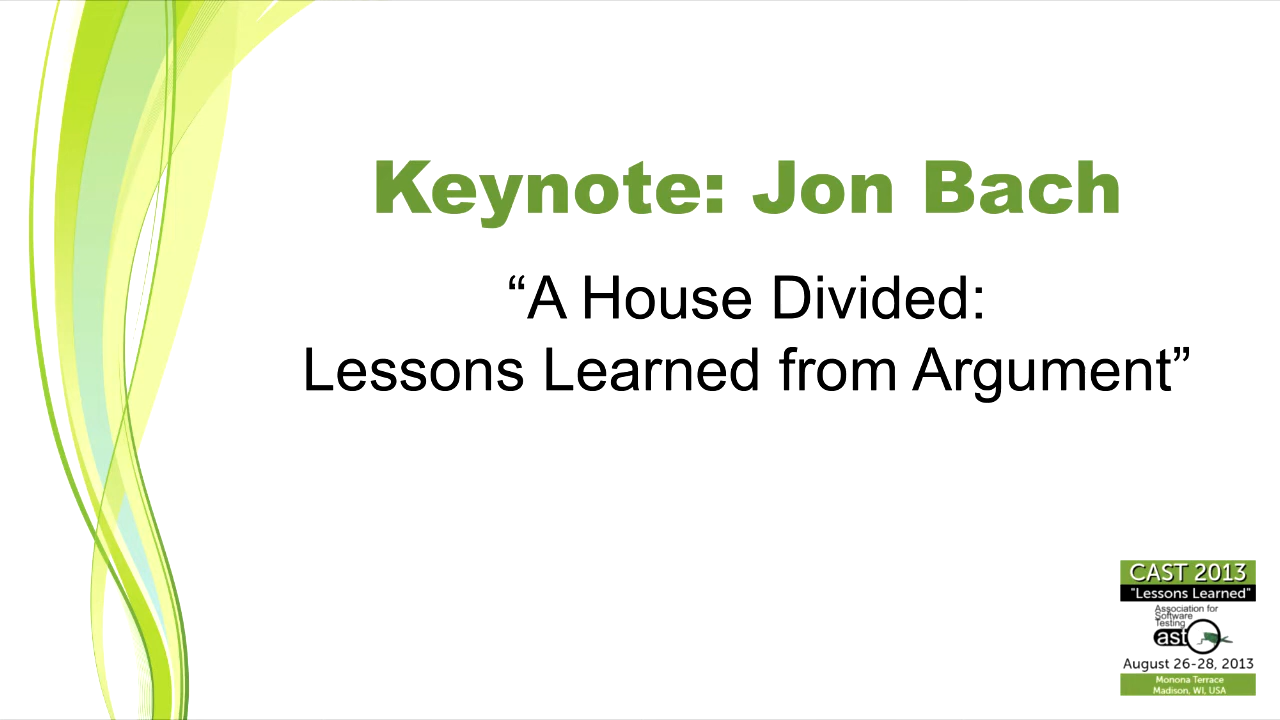 Keynote: Jon Bach
“A House Divided:
Lessons Learned from Argument”
CAST 2013
"Lessons Learned"
Association for
Software
Testing
ast
August 26-28, 2013
Monona Terrace
Madison, WI, USA